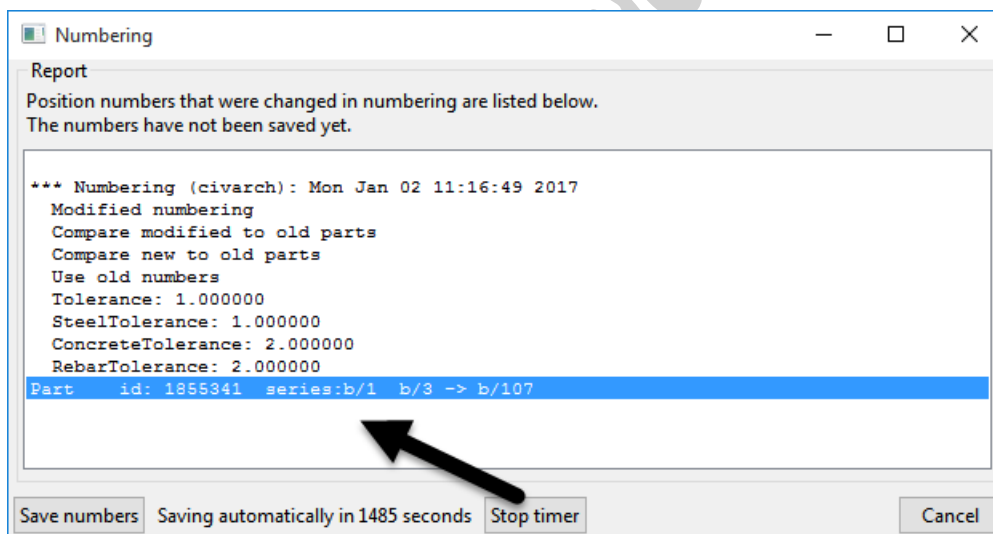 Numbering
Report
Position numbers that were changed in numbering are listed below.
The numbers have not been saved yet.
*** Numbering (civarch): Mon Jan 02 11:16:49 2017
Modified numbering
Compare modified to old parts
Compare new to old parts
Use old numbers
Tolerance: 1.000000
SteelTolerance: 1.000000
ConcreteTolerance: 2.000000
RebarTolerance: 2.000000
Part id: 1855341 series:b/1 b/3 -> b/107
Save numbers Saving automatically in 1485 seconds Stop timer Cancel